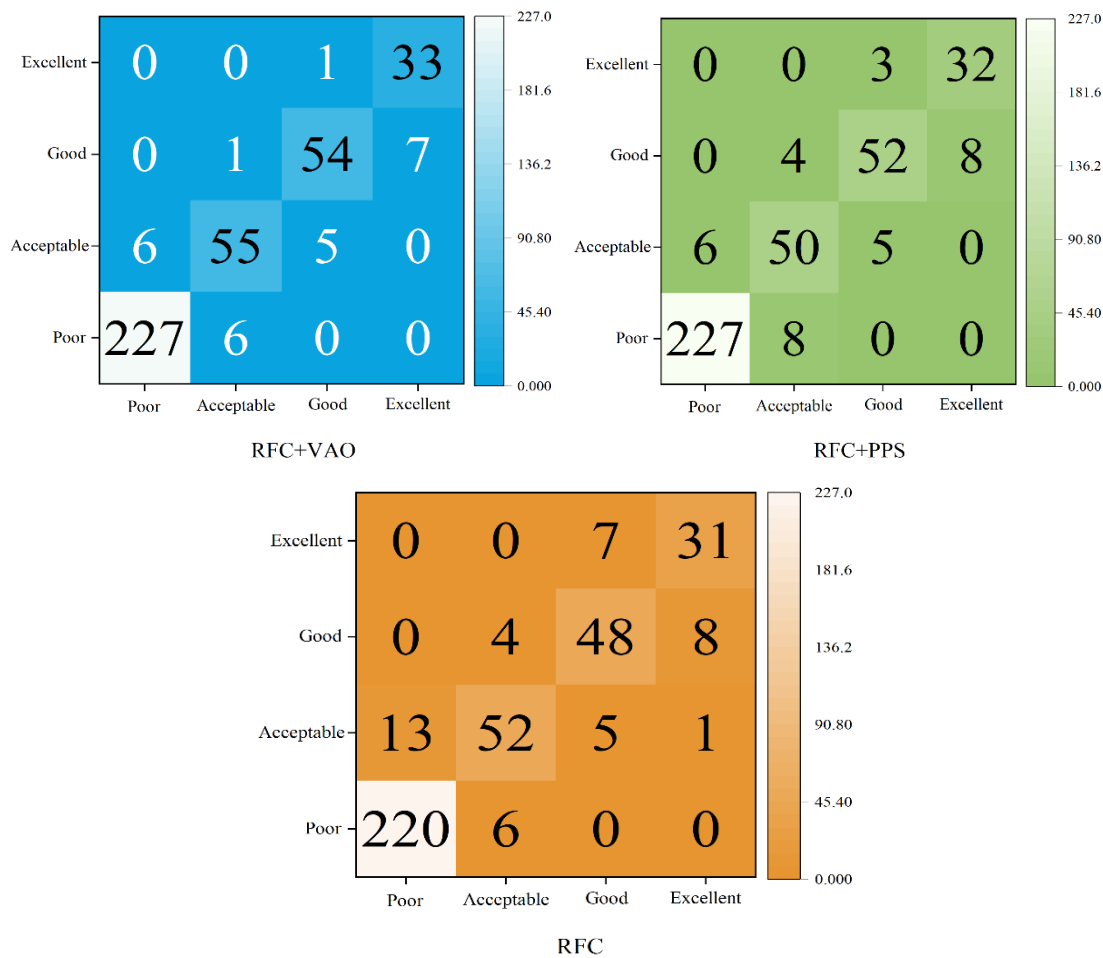 227.0
Excellent 0 0 1 33
181.6
Good 0 1 54 7
136.2
90.80
Acceptable 6 55 5 0
45.40
Poor 227 6 0 0
0.000
Poor Acceptable Good Excellent
RFC+VAO
227.0
Excellent 0 0 3 32
181.6
Good 0 4 52 8
136.2
90.80
Acceptable 6 50 5 0
45.40
Poor 227 8 0 0
0.000
Poor Acceptable Good Excellent
RFC+PPS
227.0
Excellent 0 0 7 31
181.6
Good 0 4 48 8
136.2
Acceptable 13 52 5 1
90.80
45.40
Poor 220 6 0 0
0.000
Poor Acceptable Good Excellent
RFC